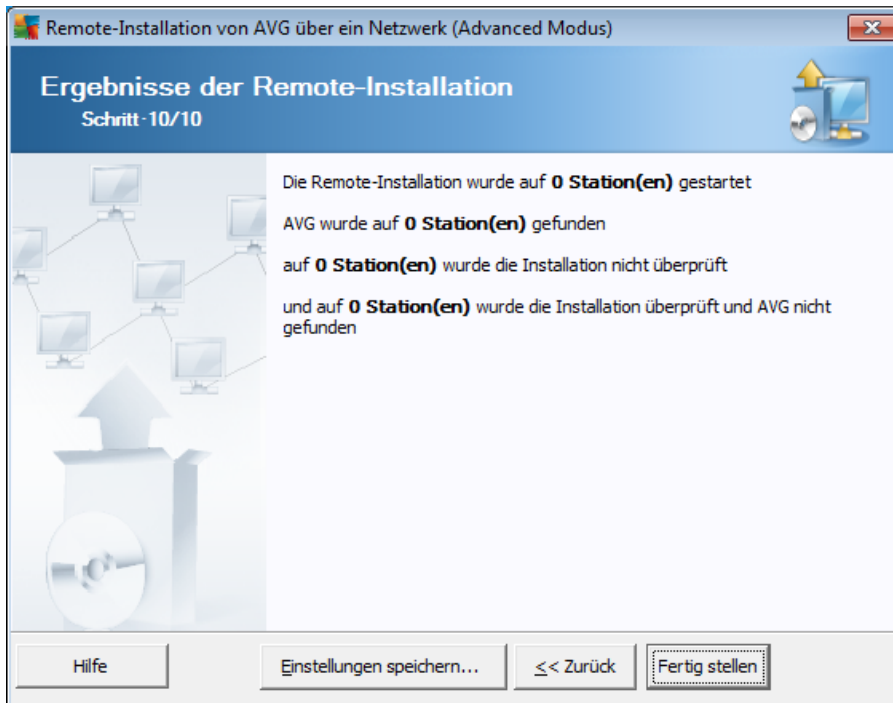 Remote-Installation von AVG über ein Netzwerk (Advanced Modus)
Ergebnisse der Remote-Installation
Schritt·10/10
Die Remote-Installation wurde auf 0 Station(en) gestartet
AVG wurde auf 0 Station(en) gefunden
auf 0 Station(en) wurde die Installation nicht überprüft
und auf 0 Station(en) wurde die Installation überprüft und AVG nicht
gefunden
Hilfe
Einstellungen speichern...
<< Zurück
Fertig stellen